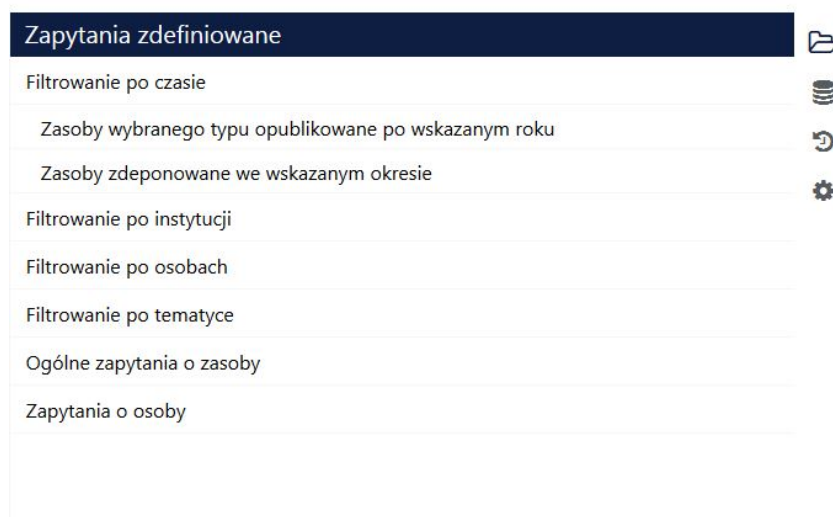 Zapytania zdefiniowane
Filtrowanie po czasie
Zasoby wybranego typu opublikowane po wskazanym roku
Zasoby zdeponowane we wskazanym okresie
Filtrowanie po instytucji
Filtrowanie po osobach
Filtrowanie po tematyce
Ogólne zapytania o zasoby
Zapytania o osoby